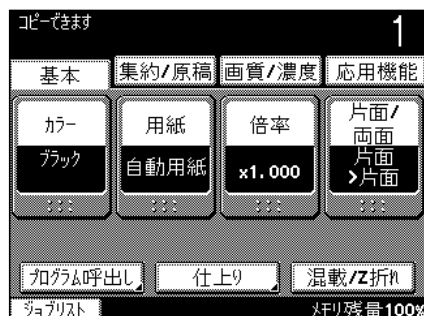 コピーできます
1
基本 集約/原稿 画質/濃度 応用機能
カラー 用紙 倍率 片面/
両面
ブラック 自動用紙 x1.000 片面
>片面
プログラム呼出し 仕上り 混載/Z折れ
ジョブリスト メモリ残量100%